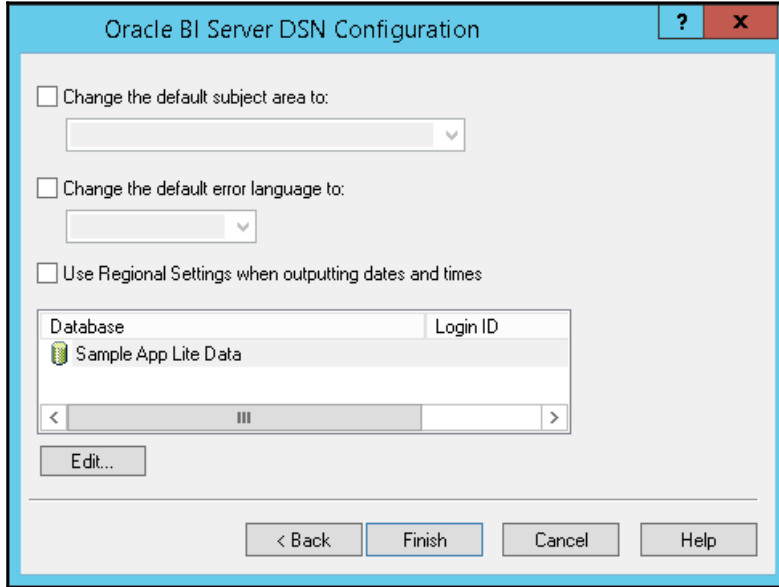 Oracle BI Server DSN Configuration
? x
Change the default subject area to:
Change the default error language to:
Use Regional Settings when outputting dates and times
Database Login ID
Sample App Lite Data
Edit...
< Back Finish Cancel Help